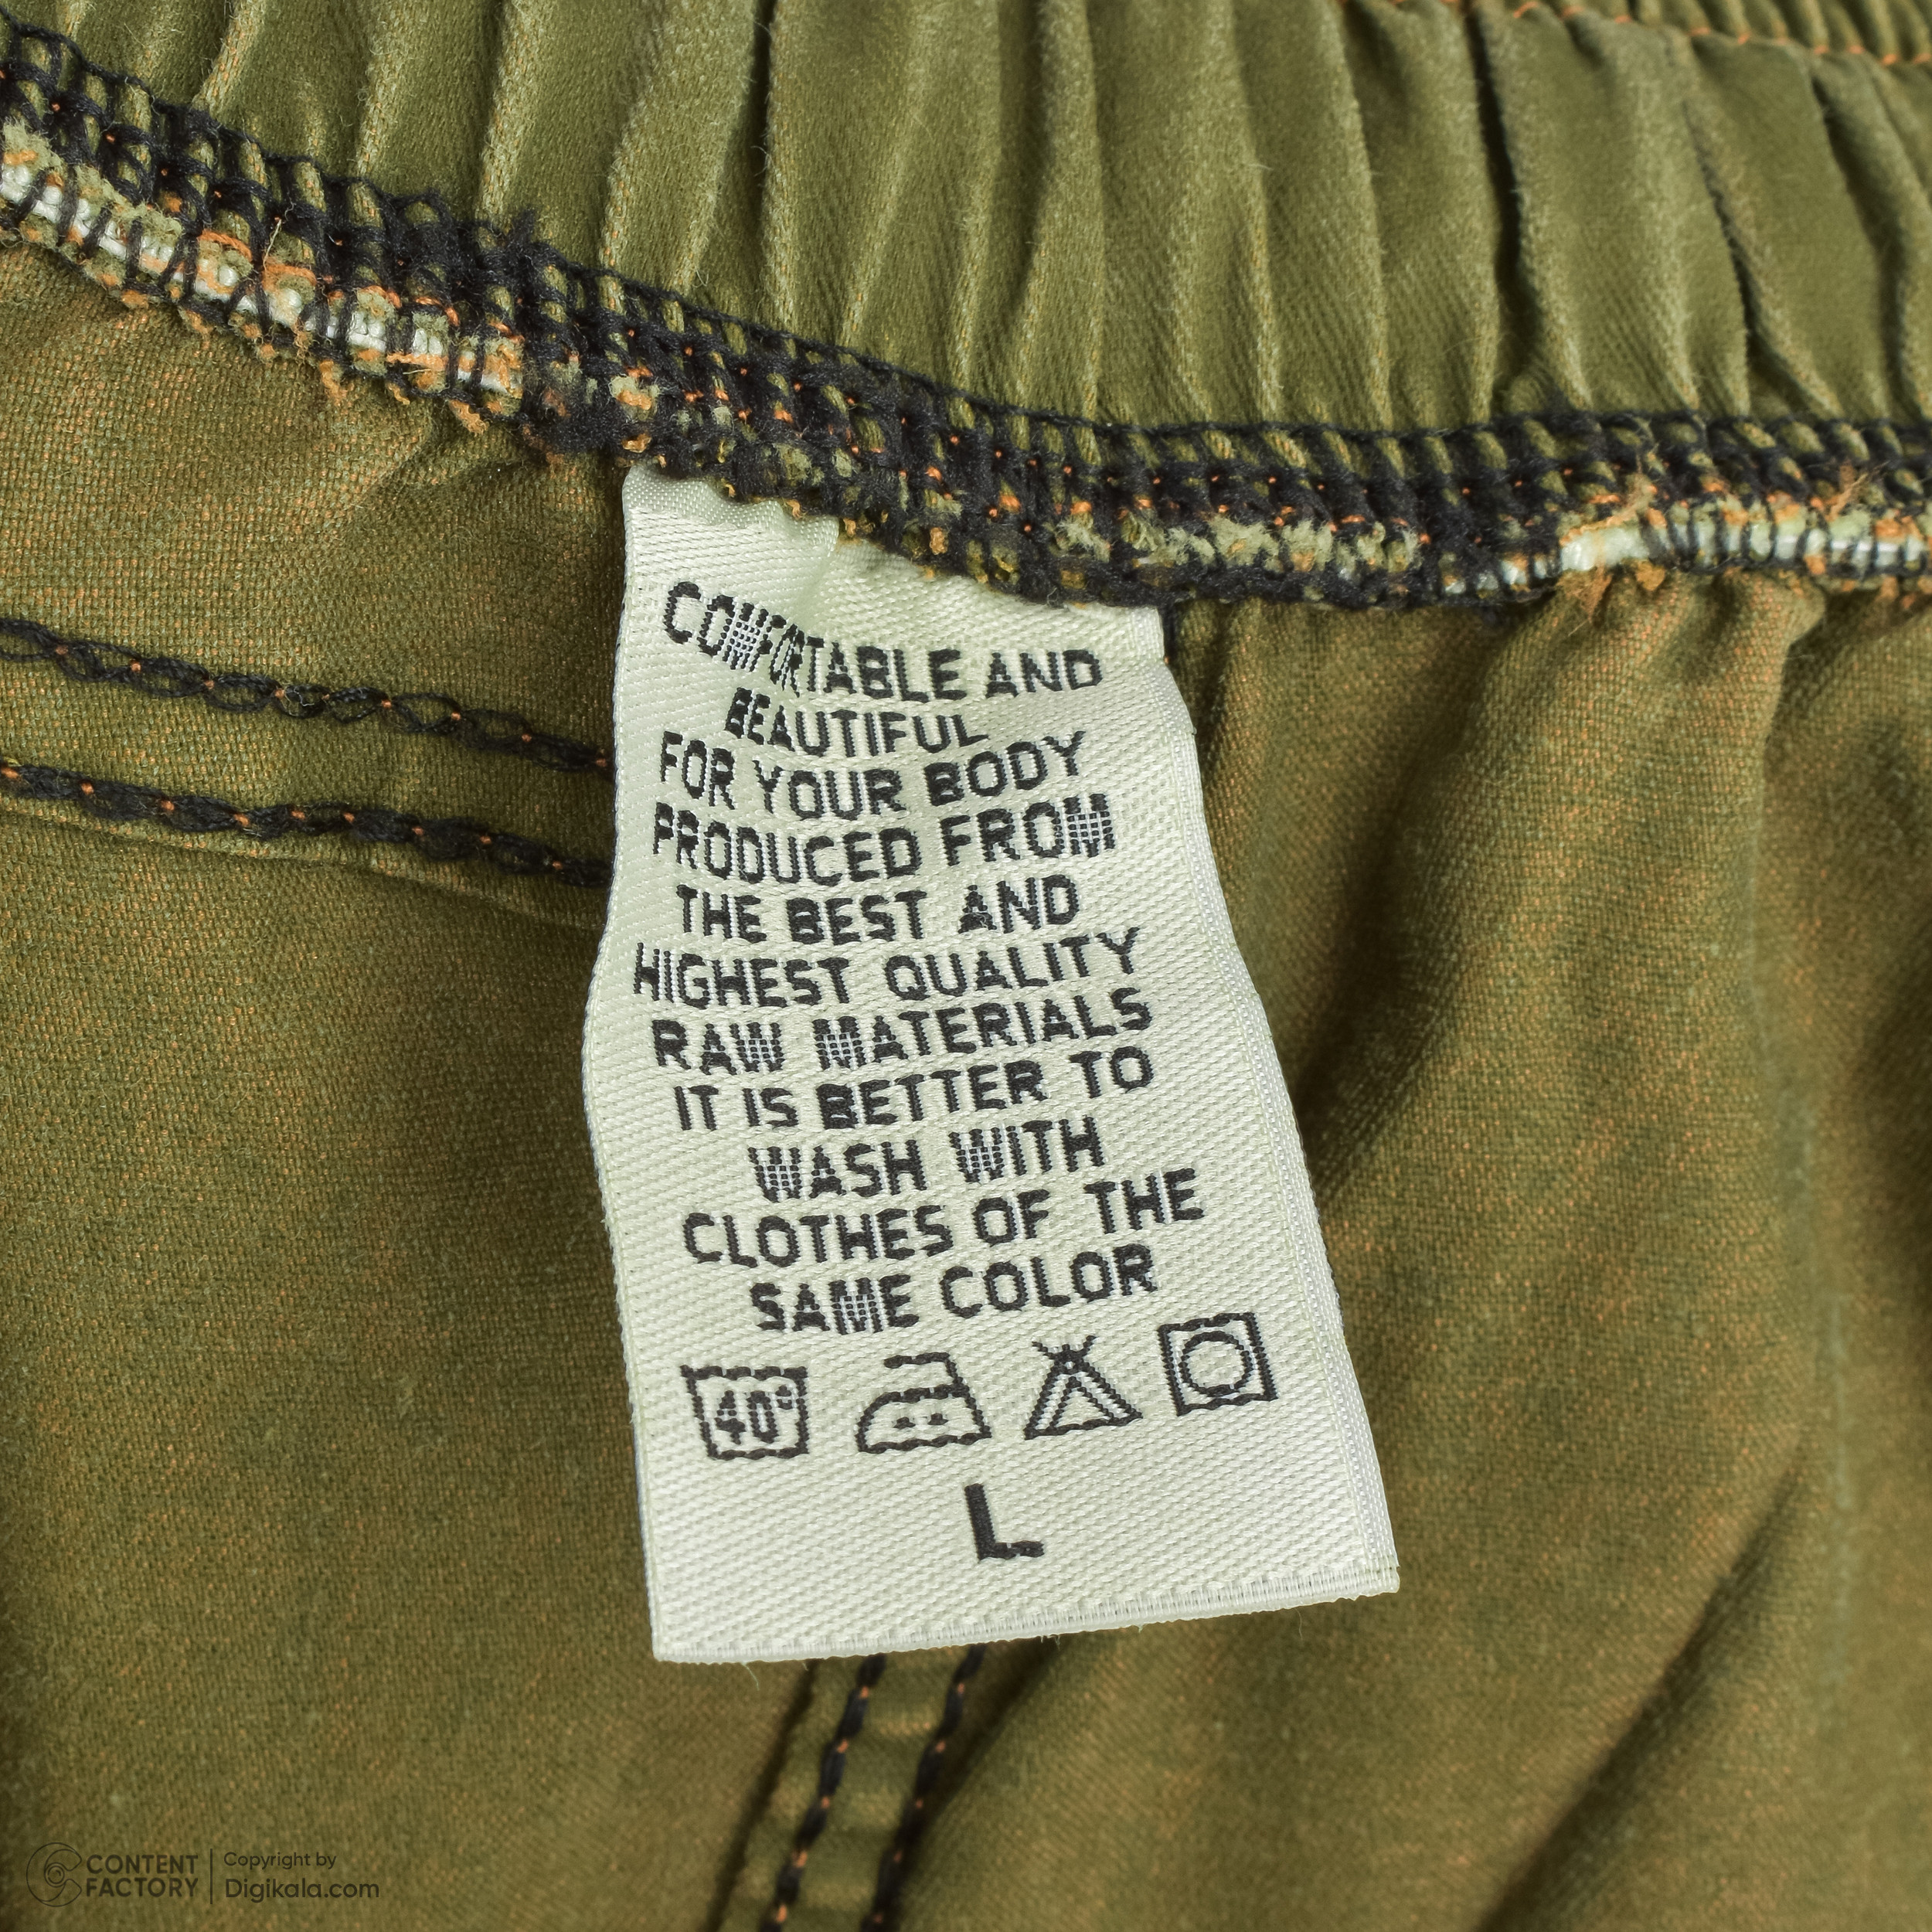 COMFORTABLE AND
BEAUTIFUL
FOR YOUR BODY
PRODUCED FROM
THE BEST AND
HIGHEST QUALITY
RAW MATERIALS
IT IS BETTER TO
WASH WITH
CLOTHES OF THE
SAME COLOR
40°
L
CONTENT
FACTORY
Copyright by
Digikala.com